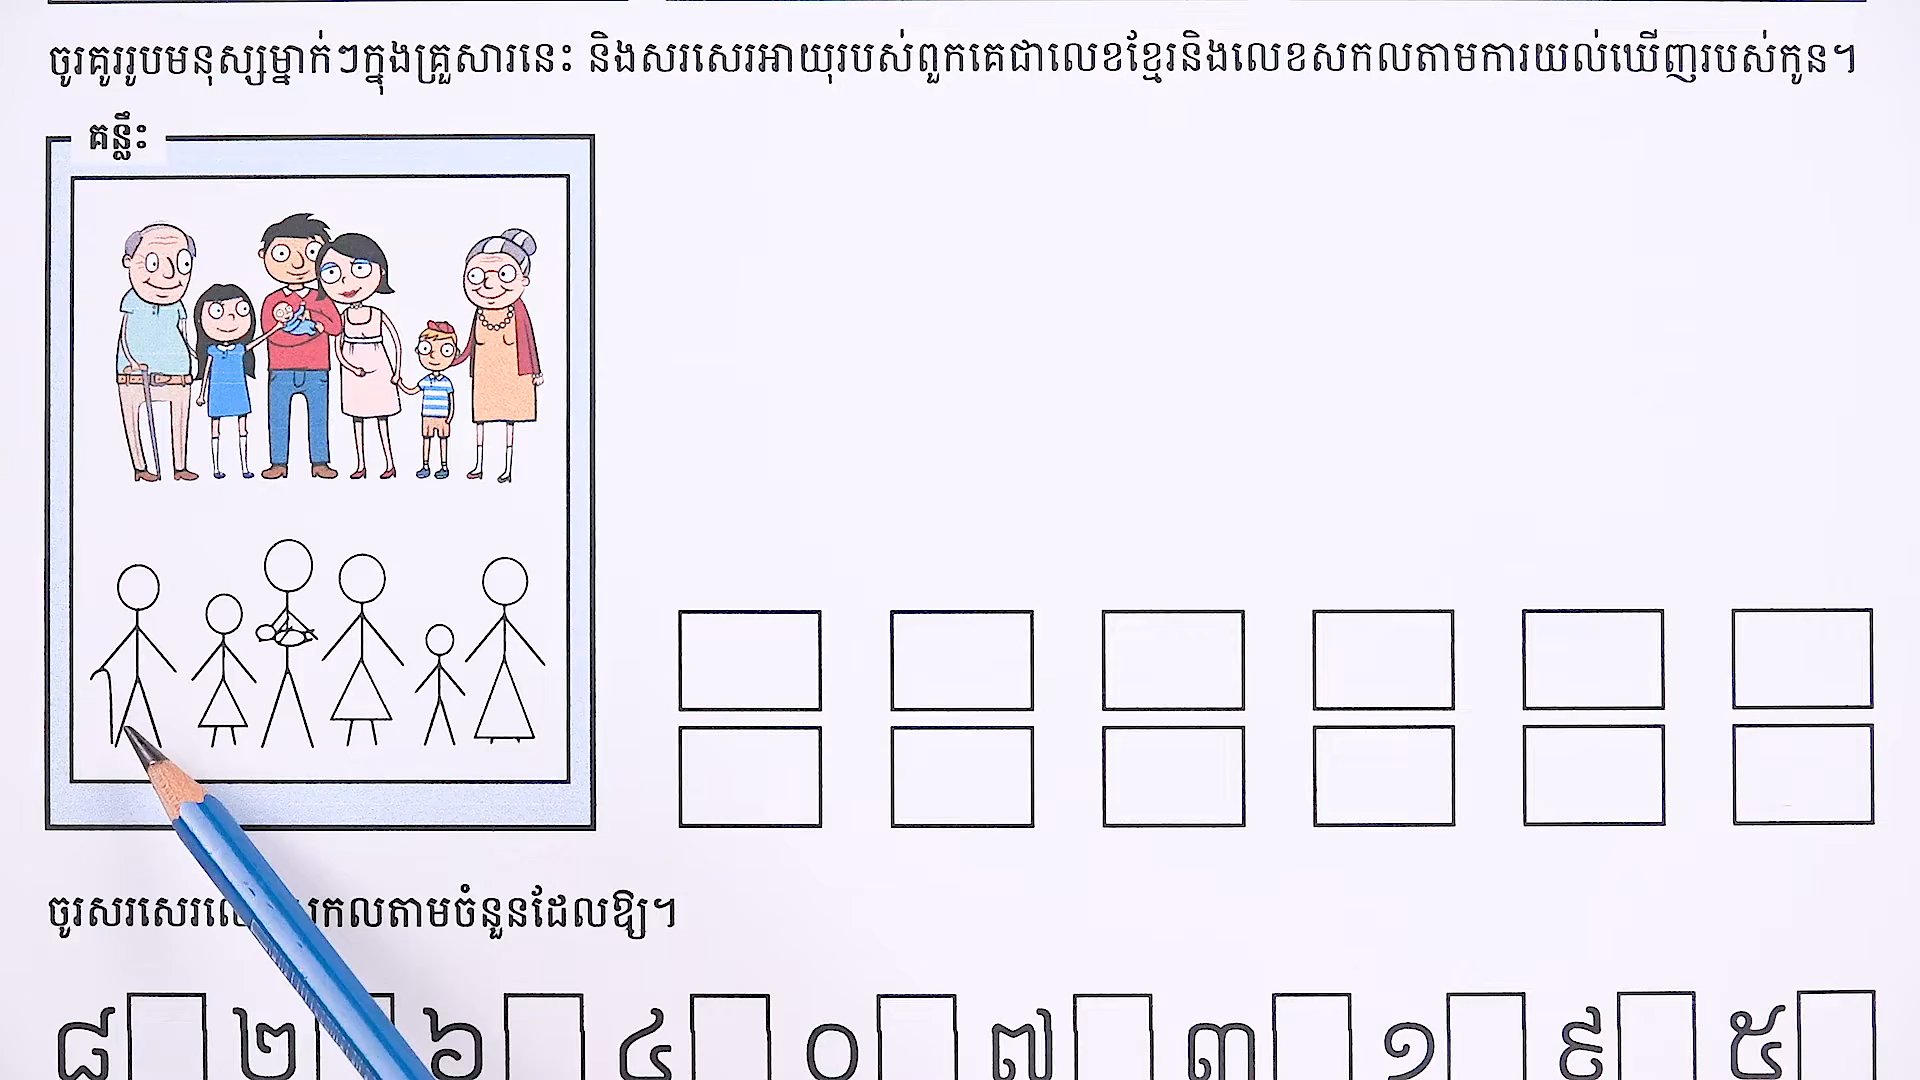 ចូរគូររូបមនុស្សម្នាក់ៗក្នុងគ្រួសារនេះ និងសរសេរអាយុរបស់ពួកគេជាលេខខ្មែរនិងលេខសកលតាមការយល់ឃើញរបស់កូន។
គន្លឹះ
ចូរសរសេរ កលតាមចំនួនដែលឱ្យ។
៨ ២ ៦ ៤ ០ ៧ ៣ ១ ៩ ៥